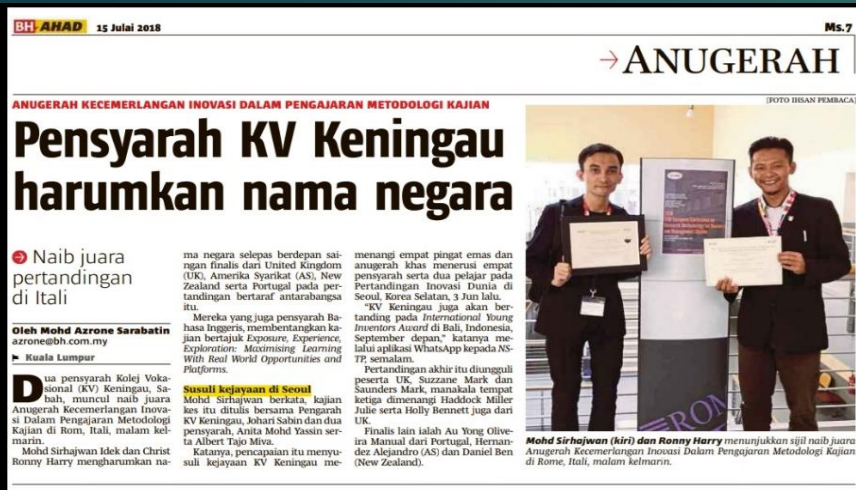 BH AHAD 15 Julai 2018
Ms.7
→ANUGERAH
ANUGERAH KECEMERLANGAN INOVASI DALAM PENGAJARAN METODOLOGI KAJIAN
[FOTO IHSAN PEMBACA]
Pensyarah KV Keningau
harumkan nama negara
Naib juara
pertandingan
di Itali
Oleh Mohd Azrone Sarabatin
azrone@bh.com.my
Kuala Lumpur
Dua pensyarah Kolej Voka-
sional (KV) Keningau, Sa-
bah, muncul naib juara
Anugerah Kecemerlangan Inova-
si Dalam Pengajaran Metodologi
Kajian di Rom, Itali, malam kel-
marin.
Mohd Sirhajwan Idek dan Christ
Ronny Harry mengharumkan na-
ma negara selepas berdepan sai-
ngan finalis dari United Kingdom
(UK), Amerika Syarikat (AS), New
Zealand serta Portugal pada per-
tandingan bertaraf antarabangsa
itu.
Mereka yang juga pensyarah Ba-
hasa Inggeris, membentangkan ka-
jian bertajuk Exposure, Experience,
Exploration: Maximising Learning
With Real World Opportunities and
Platforms.
Susuli kejayaan di Seoul
Mohd Sirhajwan berkata, kajian
kes itu ditulis bersama Pengarah
KV Keningau, Johari Sabin dan dua
pensyarah, Anita Mohd Yassin ser-
ta Albert Tajo Miva.
Katanya, pencapaian itu menyu-
suli kejayaan KV Keningau me-
menangi empat pingat emas dan
anugerah khas menerusi empat
pensyarah serta dua pelajar pada
Pertandingan Inovasi Dunia di
Seoul, Korea Selatan, 3 Jun lalu.
"KV Keningau juga akan ber-
tanding pada International Young
Inventors Award di Bali, Indonesia,
September depan," katanya me-
lalui aplikasi WhatsApp kepada NS-
TP, semalam.
Pertandingan akhir itu diungguli
peserta UK, Suzzane Mark dan
Saunders Mark, manakala tempat
ketiga dimenangi Haddock Miller
Julie serta Holly Bennett juga dari
UK.
Finalis lain ialah Au Yong Olive-
ira Manual dari Portugal, Hernan-
dez Alejandro (AS) dan Daniel Ben
(New Zealand).
Mohd Sirhajwan (kiri) dan Ronny Harry menunjukkan sijil naib juara
Anugerah Kecemerlangan Inovasi Dalam Pengajaran Metodologi Kajian
di Rome, Itali, malam kelmarin.